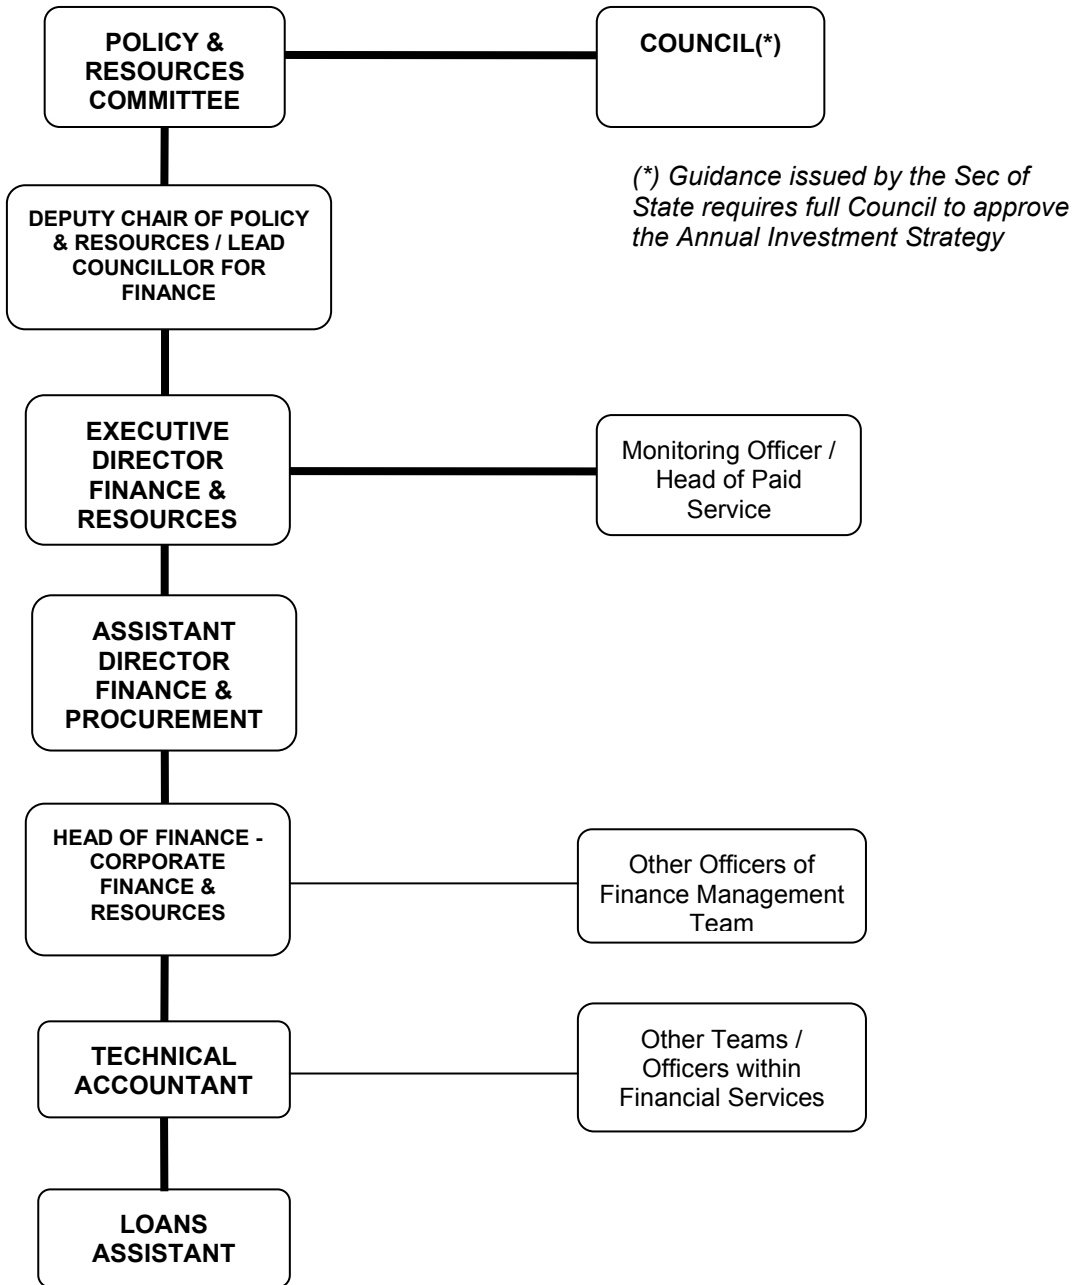 POLICY &
RESOURCES
COMMITTEE
COUNCIL(*)
(*) Guidance issued by the Sec of
State requires full Council to approve
the Annual Investment Strategy
DEPUTY CHAIR OF POLICY
& RESOURCES / LEAD
COUNCILLOR FOR
FINANCE
EXECUTIVE
DIRECTOR
FINANCE &
RESOURCES
Monitoring Officer /
Head of Paid
Service
ASSISTANT
DIRECTOR
FINANCE &
PROCUREMENT
HEAD OF FINANCE -
CORPORATE
FINANCE &
RESOURCES
Other Officers of
Finance Management
Team
TECHNICAL
ACCOUNTANT
Other Teams /
Officers within
Financial Services
LOANS
ASSISTANT